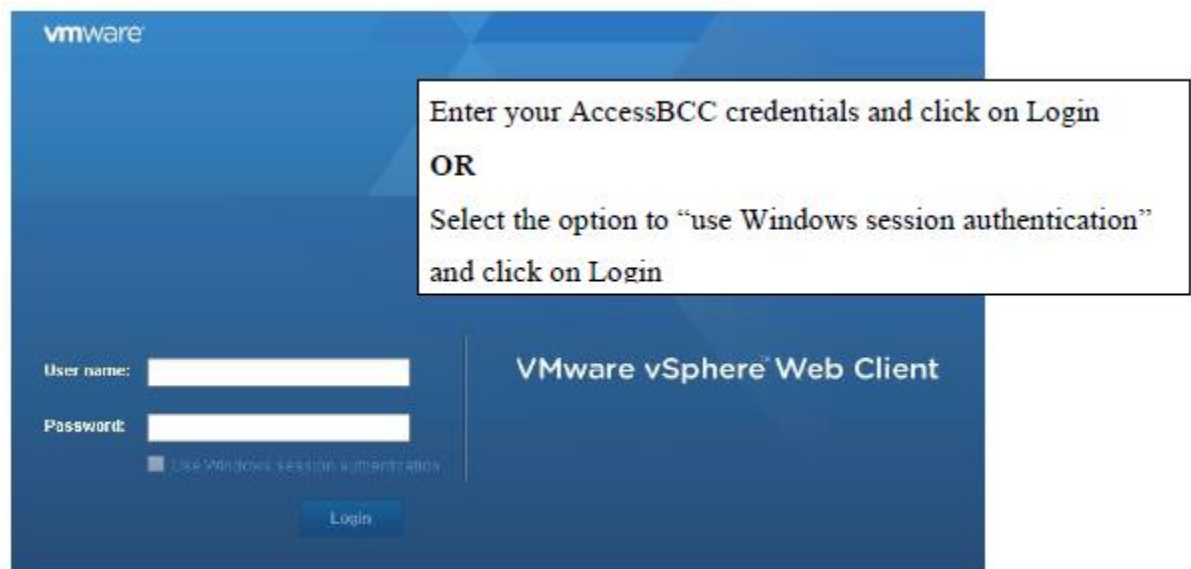 vmware
Enter your AccessBCC credentials and click on Login
OR
Select the option to “use Windows session authentication”
and click on Login
User name:
VMware vSphere™ Web Client
Password:
Use Windows session authentication
Login